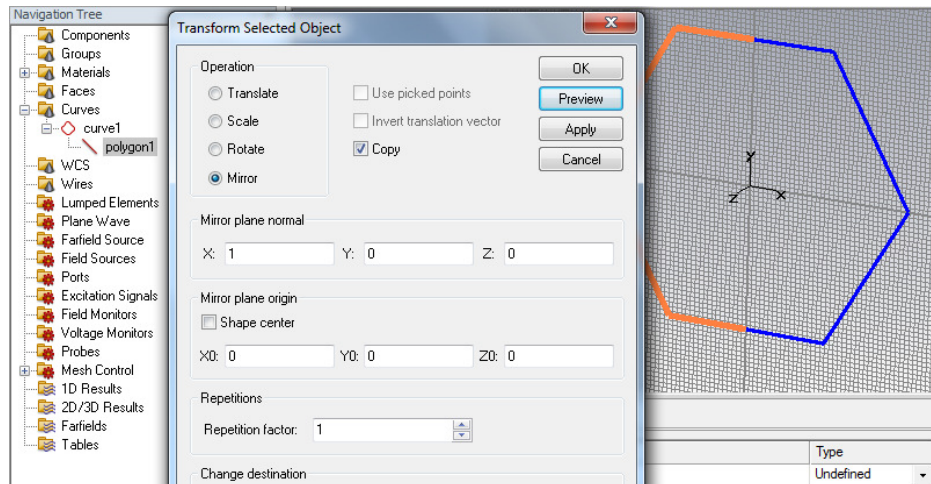 Navigation Tree
Components
Groups
Materials
Faces
Curves
curve1
polygon1
WCS
Wires
Lumped Elements
Plane Wave
Farfield Source
Field Sources
Ports
Excitation Signals
Field Monitors
Voltage Monitors
Probes
Mesh Control
1D Results
2D/3D Results
Farfields
Tables
Transform Selected Object
Operation
Translate
Scale
Rotate
Mirror
Use picked points
Invert translation vector
Copy
OK
Preview
Apply
Cancel
Mirror plane normal
X: 1 Y: 0 Z: 0
Mirror plane origin
Shape center
X0: 0 Y0: 0 Z0: 0
Repetitions
Repetition factor: 1
Change destination
y
z x
Type
Undefined